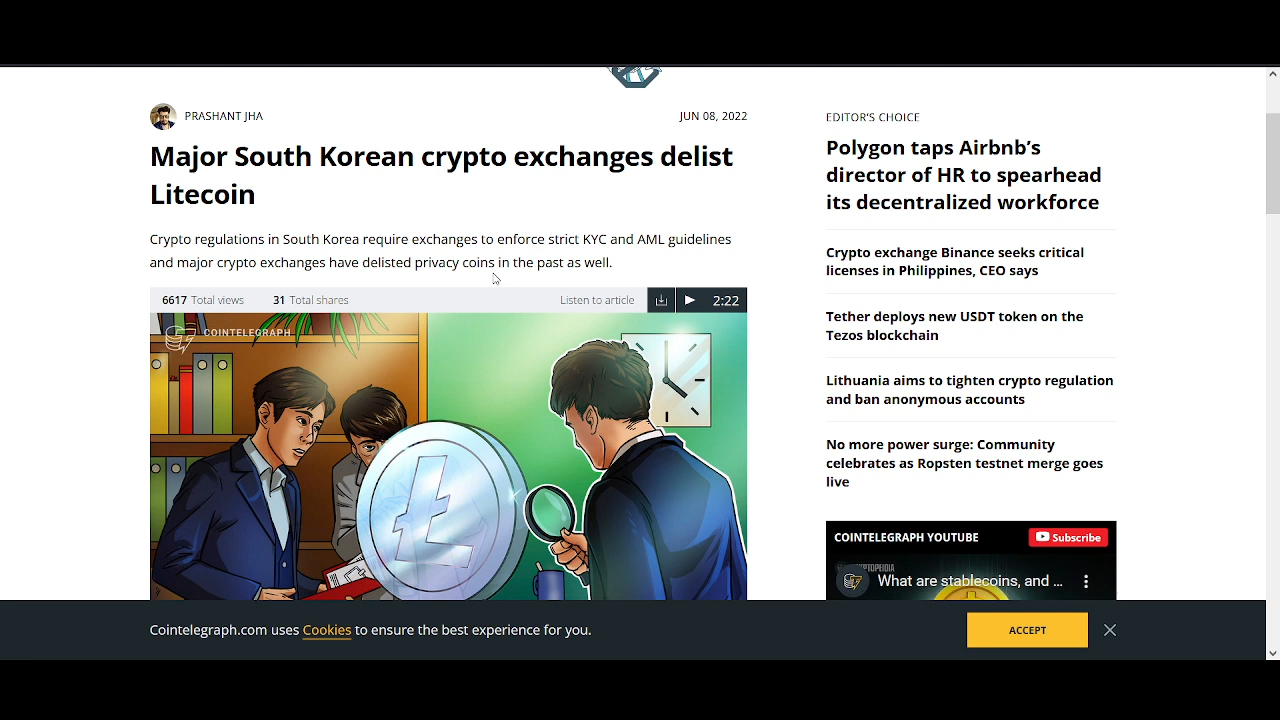 PRASHANT JHA
JUN 08, 2022
Major South Korean crypto exchanges delist
Litecoin
Crypto regulations in South Korea require exchanges to enforce strict KYC and AML guidelines
and major crypto exchanges have delisted privacy coins in the past as well.
6617 Total views
31 Total shares
Listen to article
2:22
COINTELEGRAPH
EDITOR'S CHOICE
Polygon taps Airbnb's
director of HR to spearhead
its decentralized workforce
Crypto exchange Binance seeks critical
licenses in Philippines, CEO says
Tether deploys new USDT token on the
Tezos blockchain
Lithuania aims to tighten crypto regulation
and ban anonymous accounts
No more power surge: Community
celebrates as Ropsten testnet merge goes
live
COINTELEGRAPH YOUTUBE
Subscribe
What are stablecoins, and ...
Cointelegraph.com uses Cookies to ensure the best experience for you.
ACCEPT